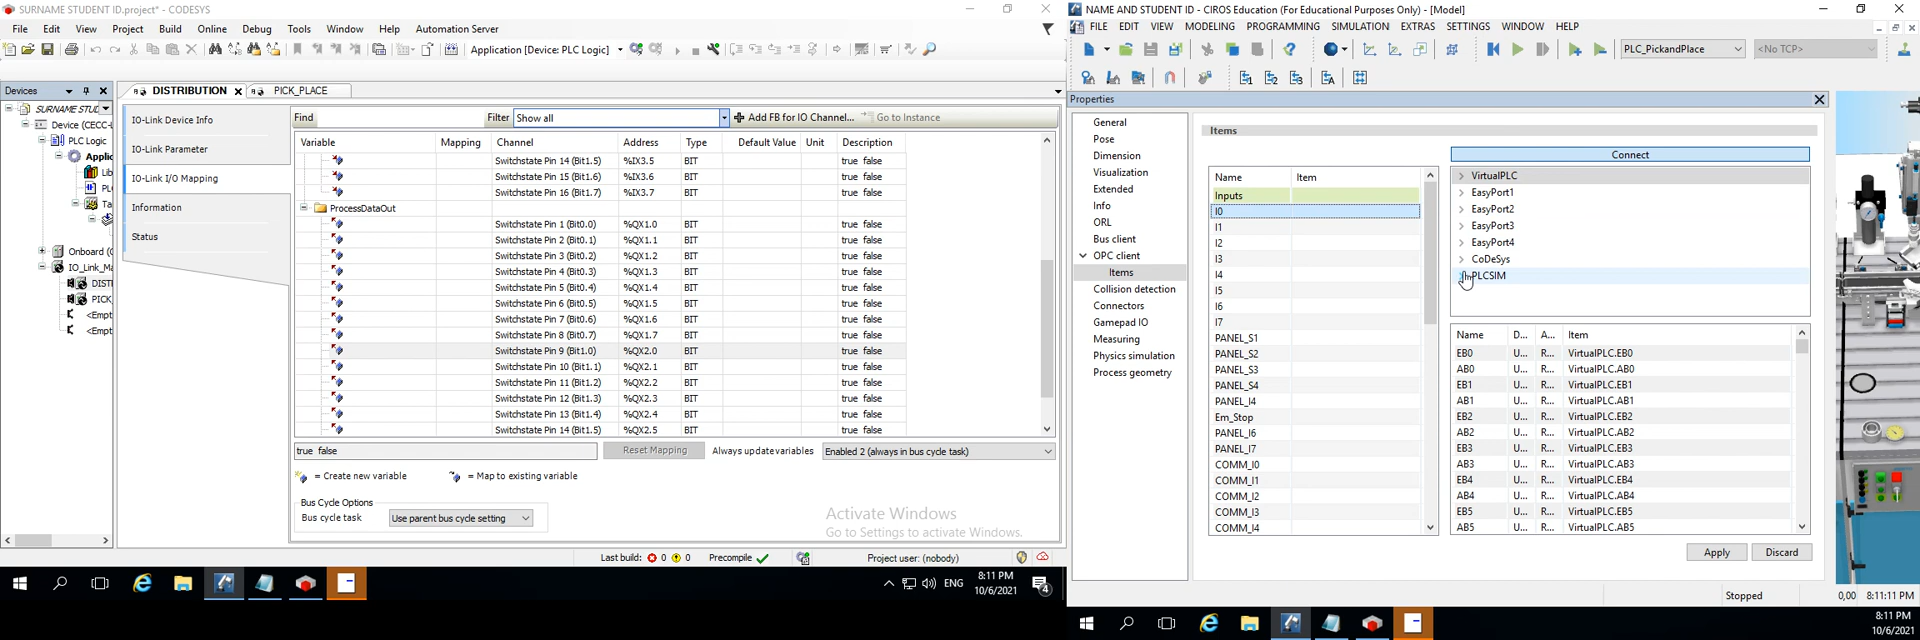 SURNAME STUDENT ID.project* - CODESYS
File Edit View Project Build Online Debug Tools Window Help Automation Server
Application [Device: PLC Logic]
Devices
DISTRIBUTION
PICK_PLACE
SURNAME STUD
Device (CECC-L
PLC Logic
Applic
Lib
PL
Ta
Onboard (
IO_Link_Ma
DIST
PICK
<Empt
<Empt
IO-Link Device Info
IO-Link Parameter
IO-Link I/O Mapping
Information
Status
Find
Filter Show all
Add FB for IO Channel...
Go to Instance
Variable Mapping Channel Address Type Default Value Unit Description
Switchstate Pin 14 (Bit1.5) %IX3.5 BIT true false
Switchstate Pin 15 (Bit1.6) %IX3.6 BIT true false
Switchstate Pin 16 (Bit1.7) %IX3.7 BIT true false
ProcessDataOut
Switchstate Pin 1 (Bit0.0) %QX1.0 BIT true false
Switchstate Pin 2 (Bit0.1) %QX1.1 BIT true false
Switchstate Pin 3 (Bit0.2) %QX1.2 BIT true false
Switchstate Pin 4 (Bit0.3) %QX1.3 BIT true false
Switchstate Pin 5 (Bit0.4) %QX1.4 BIT true false
Switchstate Pin 6 (Bit0.5) %QX1.5 BIT true false
Switchstate Pin 7 (Bit0.6) %QX1.6 BIT true false
Switchstate Pin 8 (Bit0.7) %QX1.7 BIT true false
Switchstate Pin 9 (Bit1.0) %QX2.0 BIT true false
Switchstate Pin 10 (Bit1.1) %QX2.1 BIT true false
Switchstate Pin 11 (Bit1.2) %QX2.2 BIT true false
Switchstate Pin 12 (Bit1.3) %QX2.3 BIT true false
Switchstate Pin 13 (Bit1.4) %QX2.4 BIT true false
Switchstate Pin 14 (Bit1.5) %QX2.5 BIT true false
true false
Reset Mapping
Always update variables
Enabled 2 (always in bus cycle task)
= Create new variable
= Map to existing variable
Bus Cycle Options
Bus cycle task
Use parent bus cycle setting
Activate Windows
Go to Settings to activate Windows.
Last build: 0 0 Precompile
Project user: (nobody)
ENG
8:11 PM
10/6/2021
4
NAME AND STUDENT ID - CIROS Education (For Educational Purposes Only) - [Model]
FILE EDIT VIEW MODELING PROGRAMMING SIMULATION EXTRAS SETTINGS WINDOW HELP
PLC_PickandPlace
<No TCP>
Properties
General
Pose
Dimension
Visualization
Extended
Info
ORL
Bus client
OPC client
Items
Collision detection
Connectors
Gamepad IO
Measuring
Physics simulation
Process geometry
Items
Name Item
Inputs
I0
I1
I2
I3
I4
I5
I6
I7
PANEL_S1
PANEL_S2
PANEL_S3
PANEL_S4
PANEL_I4
Em_Stop
PANEL_I6
PANEL_I7
COMM_I0
COMM_I1
COMM_I2
COMM_I3
COMM_I4
Connect
VirtualPLC
EasyPort1
EasyPort2
EasyPort3
EasyPort4
CoDeSys
PLCSIM
Name D... A... Item
EB0 U... R... VirtualPLC.EB0
AB0 U... R... VirtualPLC.AB0
EB1 U... R... VirtualPLC.EB1
AB1 U... R... VirtualPLC.AB1
EB2 U... R... VirtualPLC.EB2
AB2 U... R... VirtualPLC.AB2
EB3 U... R... VirtualPLC.EB3
AB3 U... R... VirtualPLC.AB3
EB4 U... R... VirtualPLC.EB4
AB4 U... R... VirtualPLC.AB4
EB5 U... R... VirtualPLC.EB5
AB5 U... R... VirtualPLC.AB5
Apply
Discard
Stopped
0,00 8:11:11 PM
8:11 PM
10/6/2021